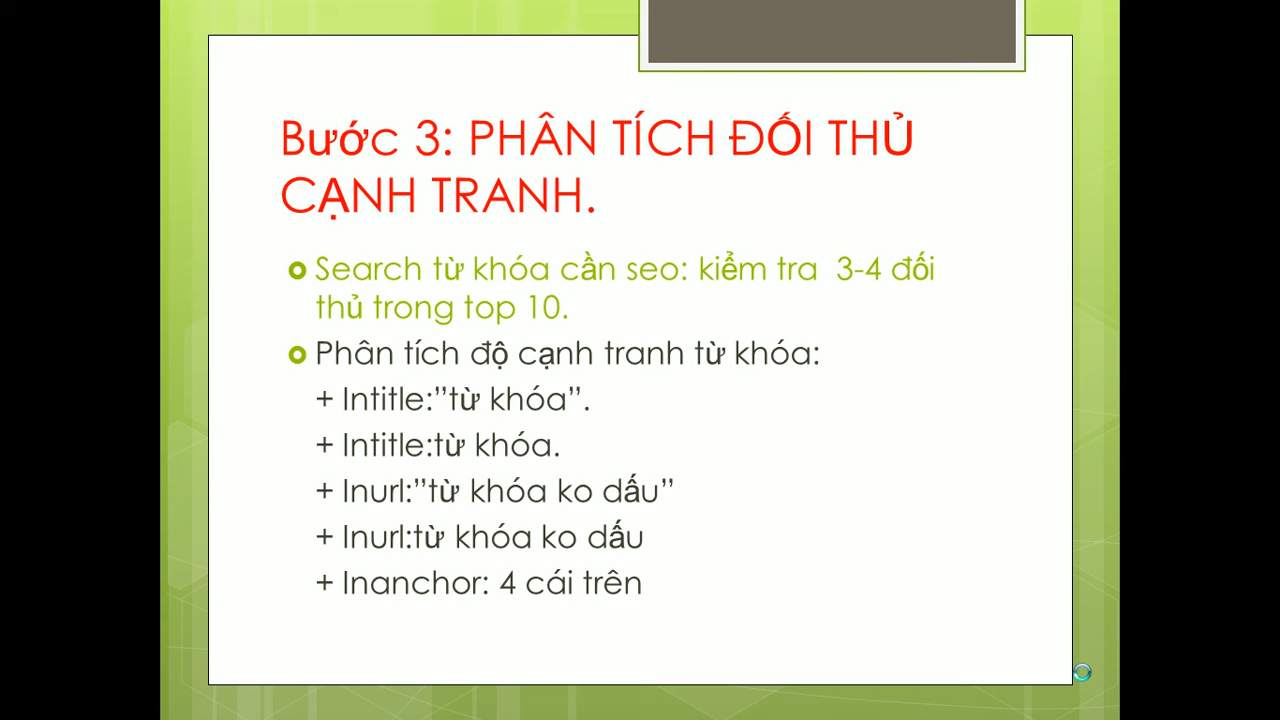 Bước 3: PHÂN TÍCH ĐỐI THỦ
CẠNH TRANH.
Search từ khóa cần seo: kiểm tra  3-4 đối
thủ trong top 10.
Phân tích độ cạnh tranh từ khóa:
+ Intitle:”từ khóa”.
+ Intitle:từ khóa.
+ Inurl:”từ khóa ko dấu”
+ Inurl:từ khóa ko dấu
+ Inanchor: 4 cái trên